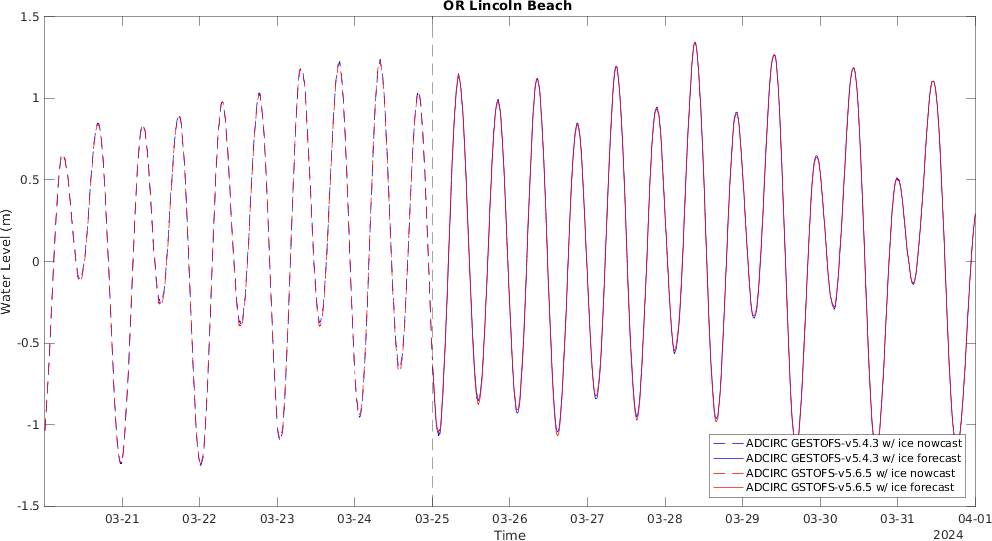 OR Lincoln Beach
1.5
1
0.5
0
-0.5
-1
-1.5
Water Level (m)
03-21 03-22 03-23 03-24 03-25 03-26 03-27 03-28 03-29 03-30 03-31 04-01
Time
2024
ADCIRC GESTOFS-v5.4.3 w/ ice nowcast
ADCIRC GESTOFS-v5.4.3 w/ ice forecast
ADCIRC GSTOFS-v5.6.5 w/ ice nowcast
ADCIRC GSTOFS-v5.6.5 w/ ice forecast